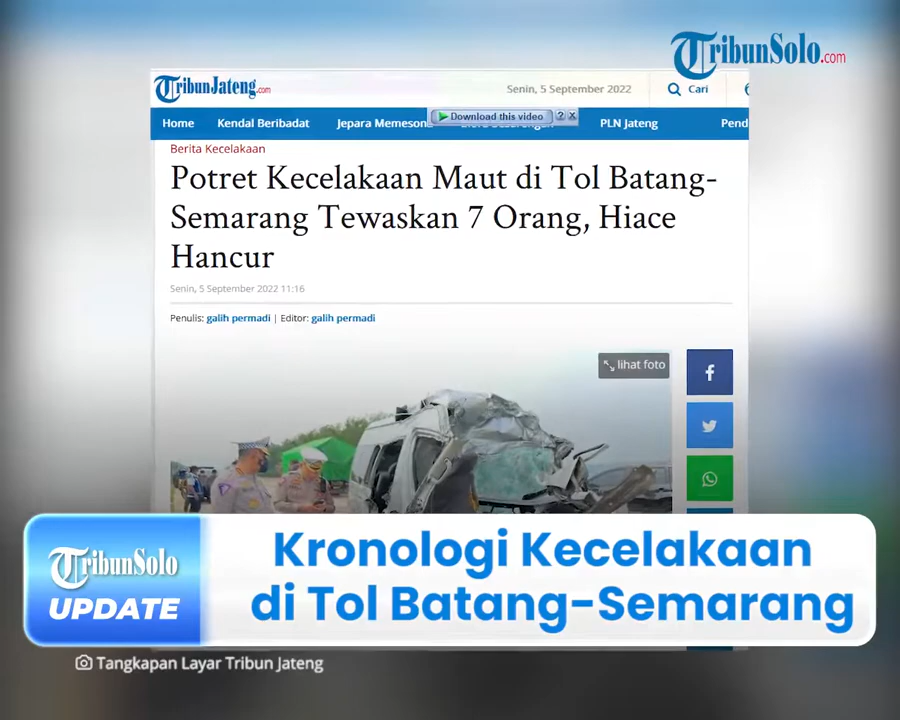 TribunSolo.com
TribunJateng.com
Senin, 5 September 2022
Cari
Download this video ? X
Home Kendal Beribadat Jepara Memesona PLN Jateng Pend
Berita Kecelakaan
Potret Kecelakaan Maut di Tol Batang-
Semarang Tewaskan 7 Orang, Hiace
Hancur
Senin, 5 September 2022 11:16
Penulis: galih permadi | Editor: galih permadi
lihat foto
TribunSolo
UPDATE
Kronologi Kecelakaan
di Tol Batang-Semarang
Tangkapan Layar Tribun Jateng